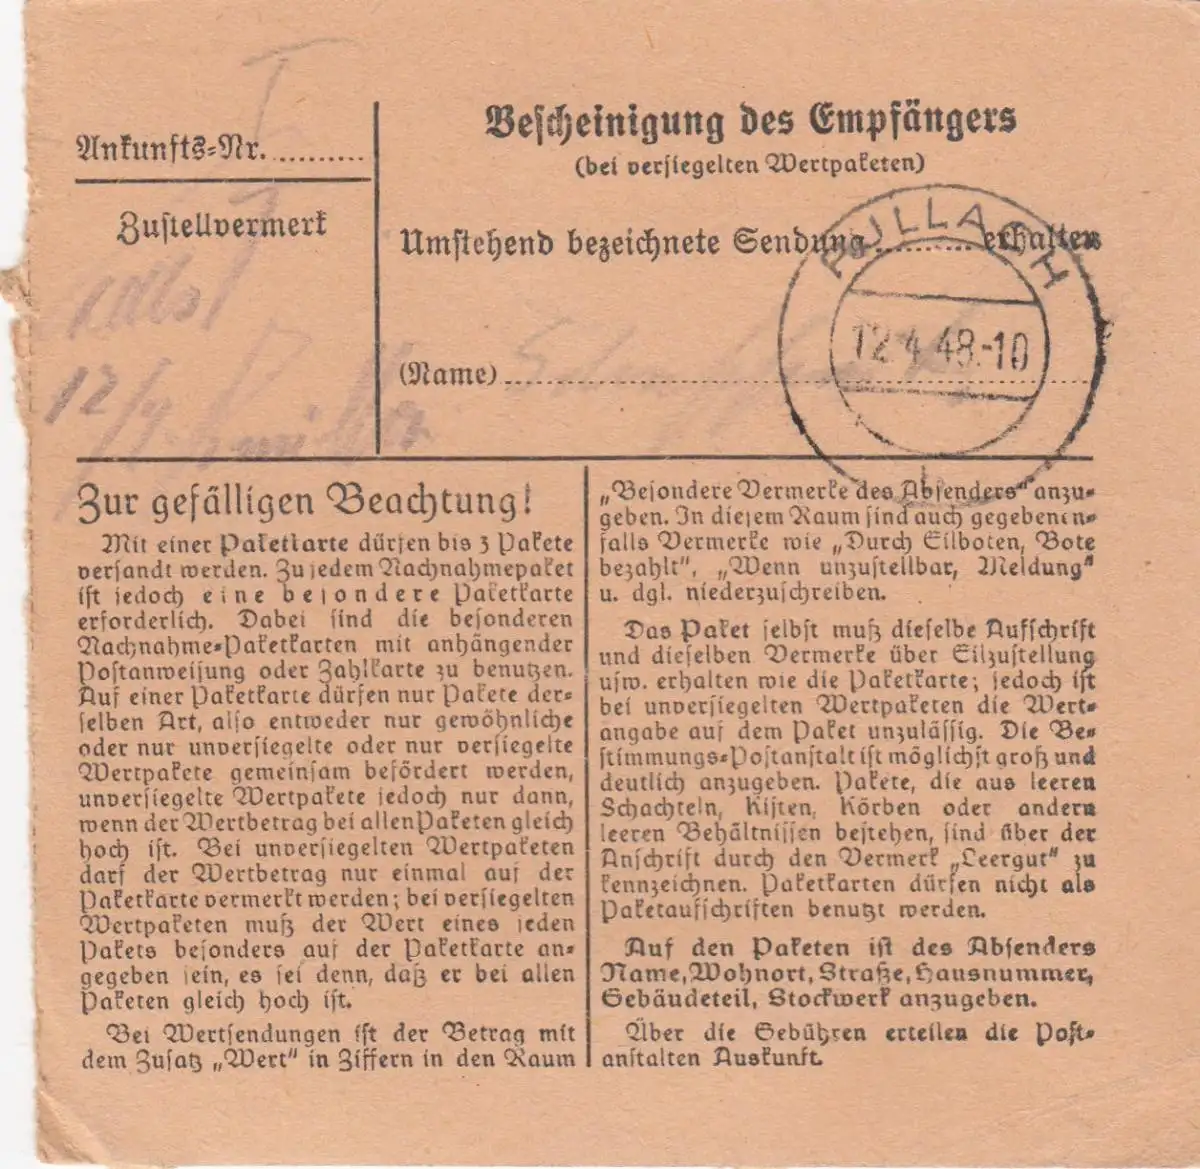 Ankunfts=Nr. ..........
Zustellvermerk
12/4
Bescheinigung des Empfängers
(bei versiegelten Wertpaketen)
Umstehend bezeichnete Sendung .......... erhalten
(Name) ..........
PULLACH
12.4.48.-10
Zur gefälligen Beachtung!
Mit einer Paketkarte dürfen bis 3 Pakete
versandt werden. Zu jedem Nachnahmepaket
ist jedoch eine besondere Paketkarte
erforderlich. Dabei sind die besonderen
Nachnahme=Paketkarten mit anhängender
Postanweisung oder Zahlkarte zu benutzen.
Auf einer Paketkarte dürfen nur Pakete der=
selben Art, also entweder nur gewöhnliche
oder nur unversiegelte oder nur versiegelte
Wertpakete gemeinsam befördert werden,
unversiegelte Wertpakete jedoch nur dann,
wenn der Wertbetrag bei allen Paketen gleich
hoch ist. Bei unversiegelten Wertpaketen
darf der Wertbetrag nur einmal auf der
Paketkarte vermerkt werden; bei versiegelten
Wertpaketen muß der Wert eines jeden
Pakets besonders auf der Paketkarte an=
gegeben sein, es sei denn, daß er bei allen
Paketen gleich hoch ist.
Bei Wertsendungen ist der Betrag mit
dem Zusatz „Wert" in Ziffern in den Raum
„Besondere Vermerke des Absenders" anzu=
geben. In diesem Raum sind auch gegebenen=
falls Vermerke wie „Durch Eilboten, Bote
bezahlt", „Wenn unzustellbar, Meldung"
u. dgl. niederzuschreiben.
Das Paket selbst muß dieselbe Aufschrift
und dieselben Vermerke über Eilzustellung
usw. erhalten wie die Paketkarte; jedoch ist
bei unversiegelten Wertpaketen die Wert=
angabe auf dem Paket unzulässig. Die Be=
stimmungs=Postanstalt ist möglichst groß und
deutlich anzugeben. Pakete, die aus leeren
Schachteln, Kisten, Körben oder andern
leeren Behältnissen bestehen, sind über der
Anschrift durch den Vermerk „Leergut" zu
kennzeichnen. Paketkarten dürfen nicht als
Paketaufschriften benutzt werden.
Auf den Paketen ist des Absenders
Name, Wohnort, Straße, Hausnummer,
Gebäudeteil, Stockwerk anzugeben.
Über die Gebühren erteilen die Post=
anstalten Auskunft.